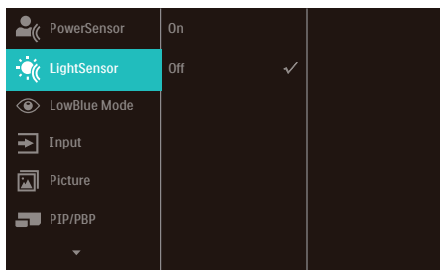 PowerSensor
On
LightSensor
Off
LowBlue Mode
Input
Picture
PIP/PBP